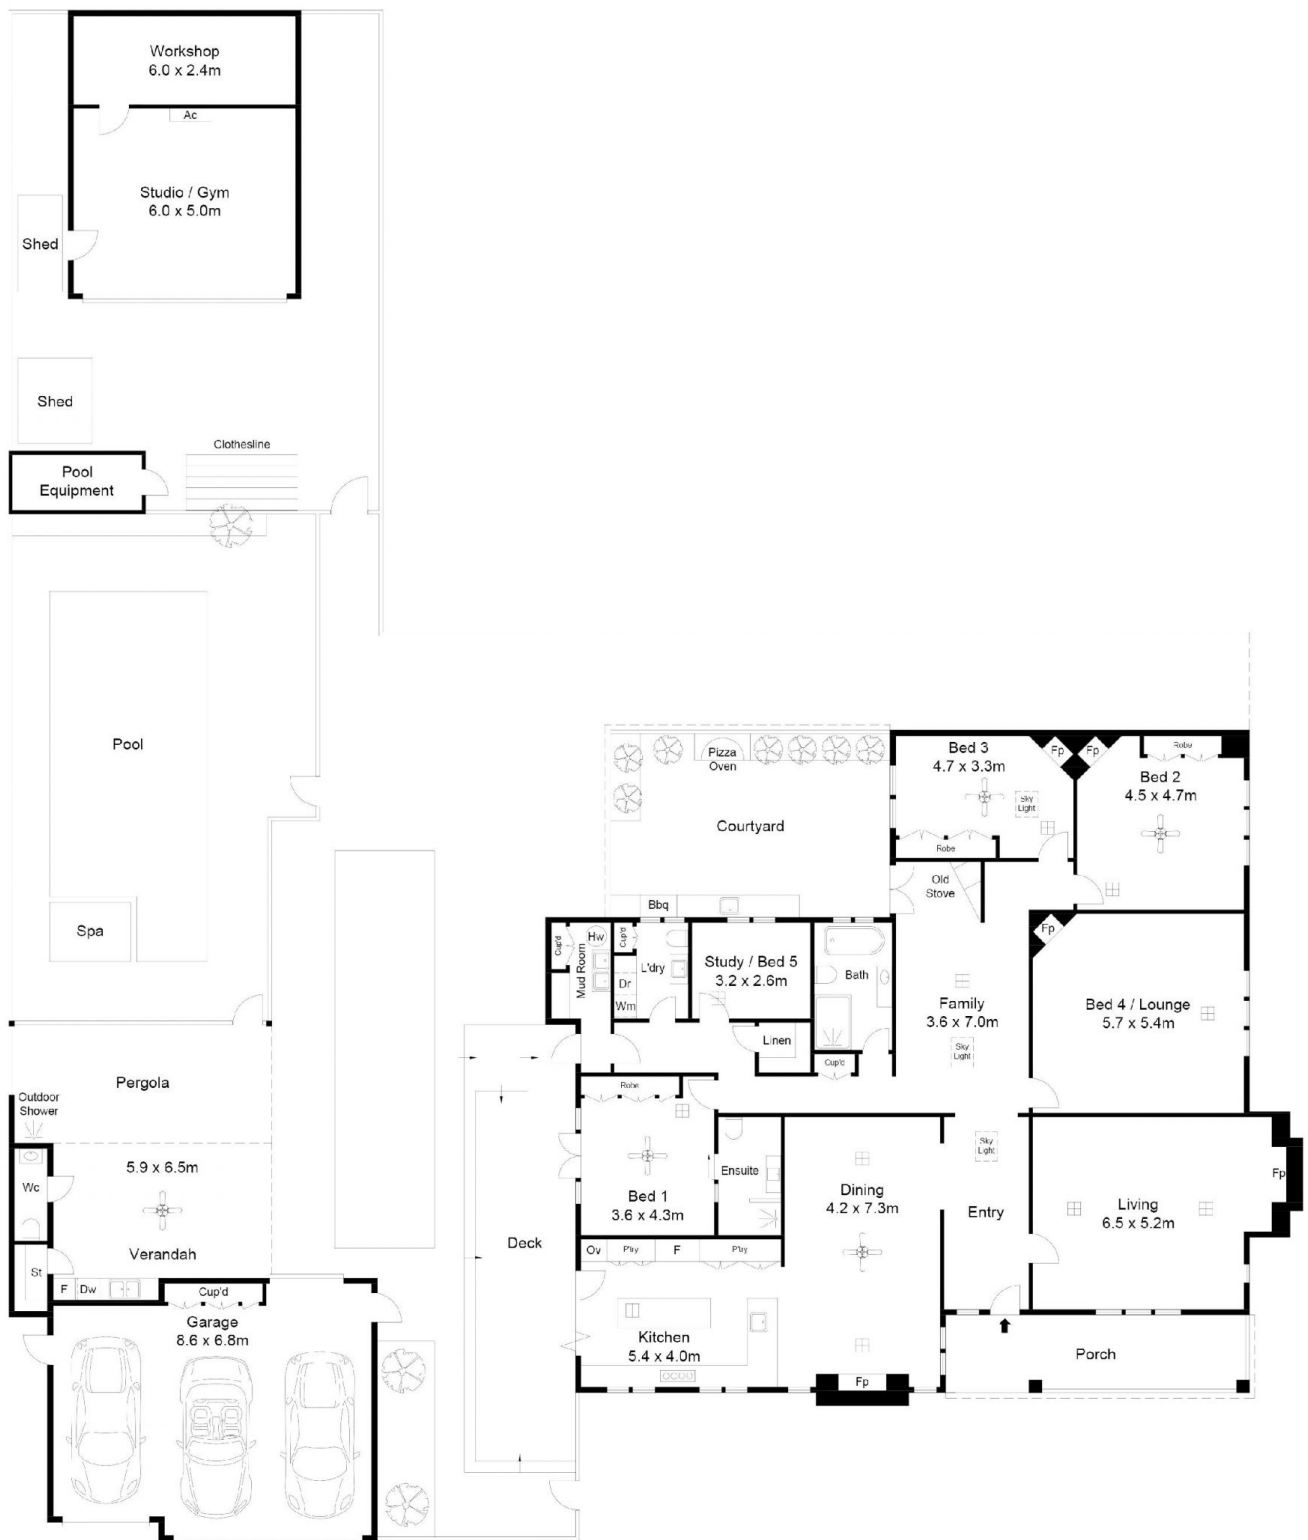 Workshop
6.0 x 2.4m
Ac
Studio / Gym
6.0 x 5.0m
Shed
Shed
Clothesline
Pool
Equipment
Pool
Spa
Pergola
Outdoor
Shower
5.9 x 6.5m
Wc
Verandah
St
F
Dw
Cup'd
Garage
8.6 x 6.8m
Pizza
Oven
Courtyard
Bbq
Bed 3
4.7 x 3.3m
Fp
Fp
Robe
Bed 2
4.5 x 4.7m
Sky
Light
Robe
Old
Stove
Cup'd
Hw
Mud Room
Cup'd
L'dry
Dr
Wm
Study / Bed 5
3.2 x 2.6m
Bath
Linen
Cup'd
Family
3.6 x 7.0m
Sky
Light
Fp
Bed 4 / Lounge
5.7 x 5.4m
Robe
Bed 1
3.6 x 4.3m
Ensuite
Deck
Dining
4.2 x 7.3m
Sky
Light
Entry
Living
6.5 x 5.2m
Fp
Ov
P'try
F
P'try
Kitchen
5.4 x 4.0m
Fp
Porch